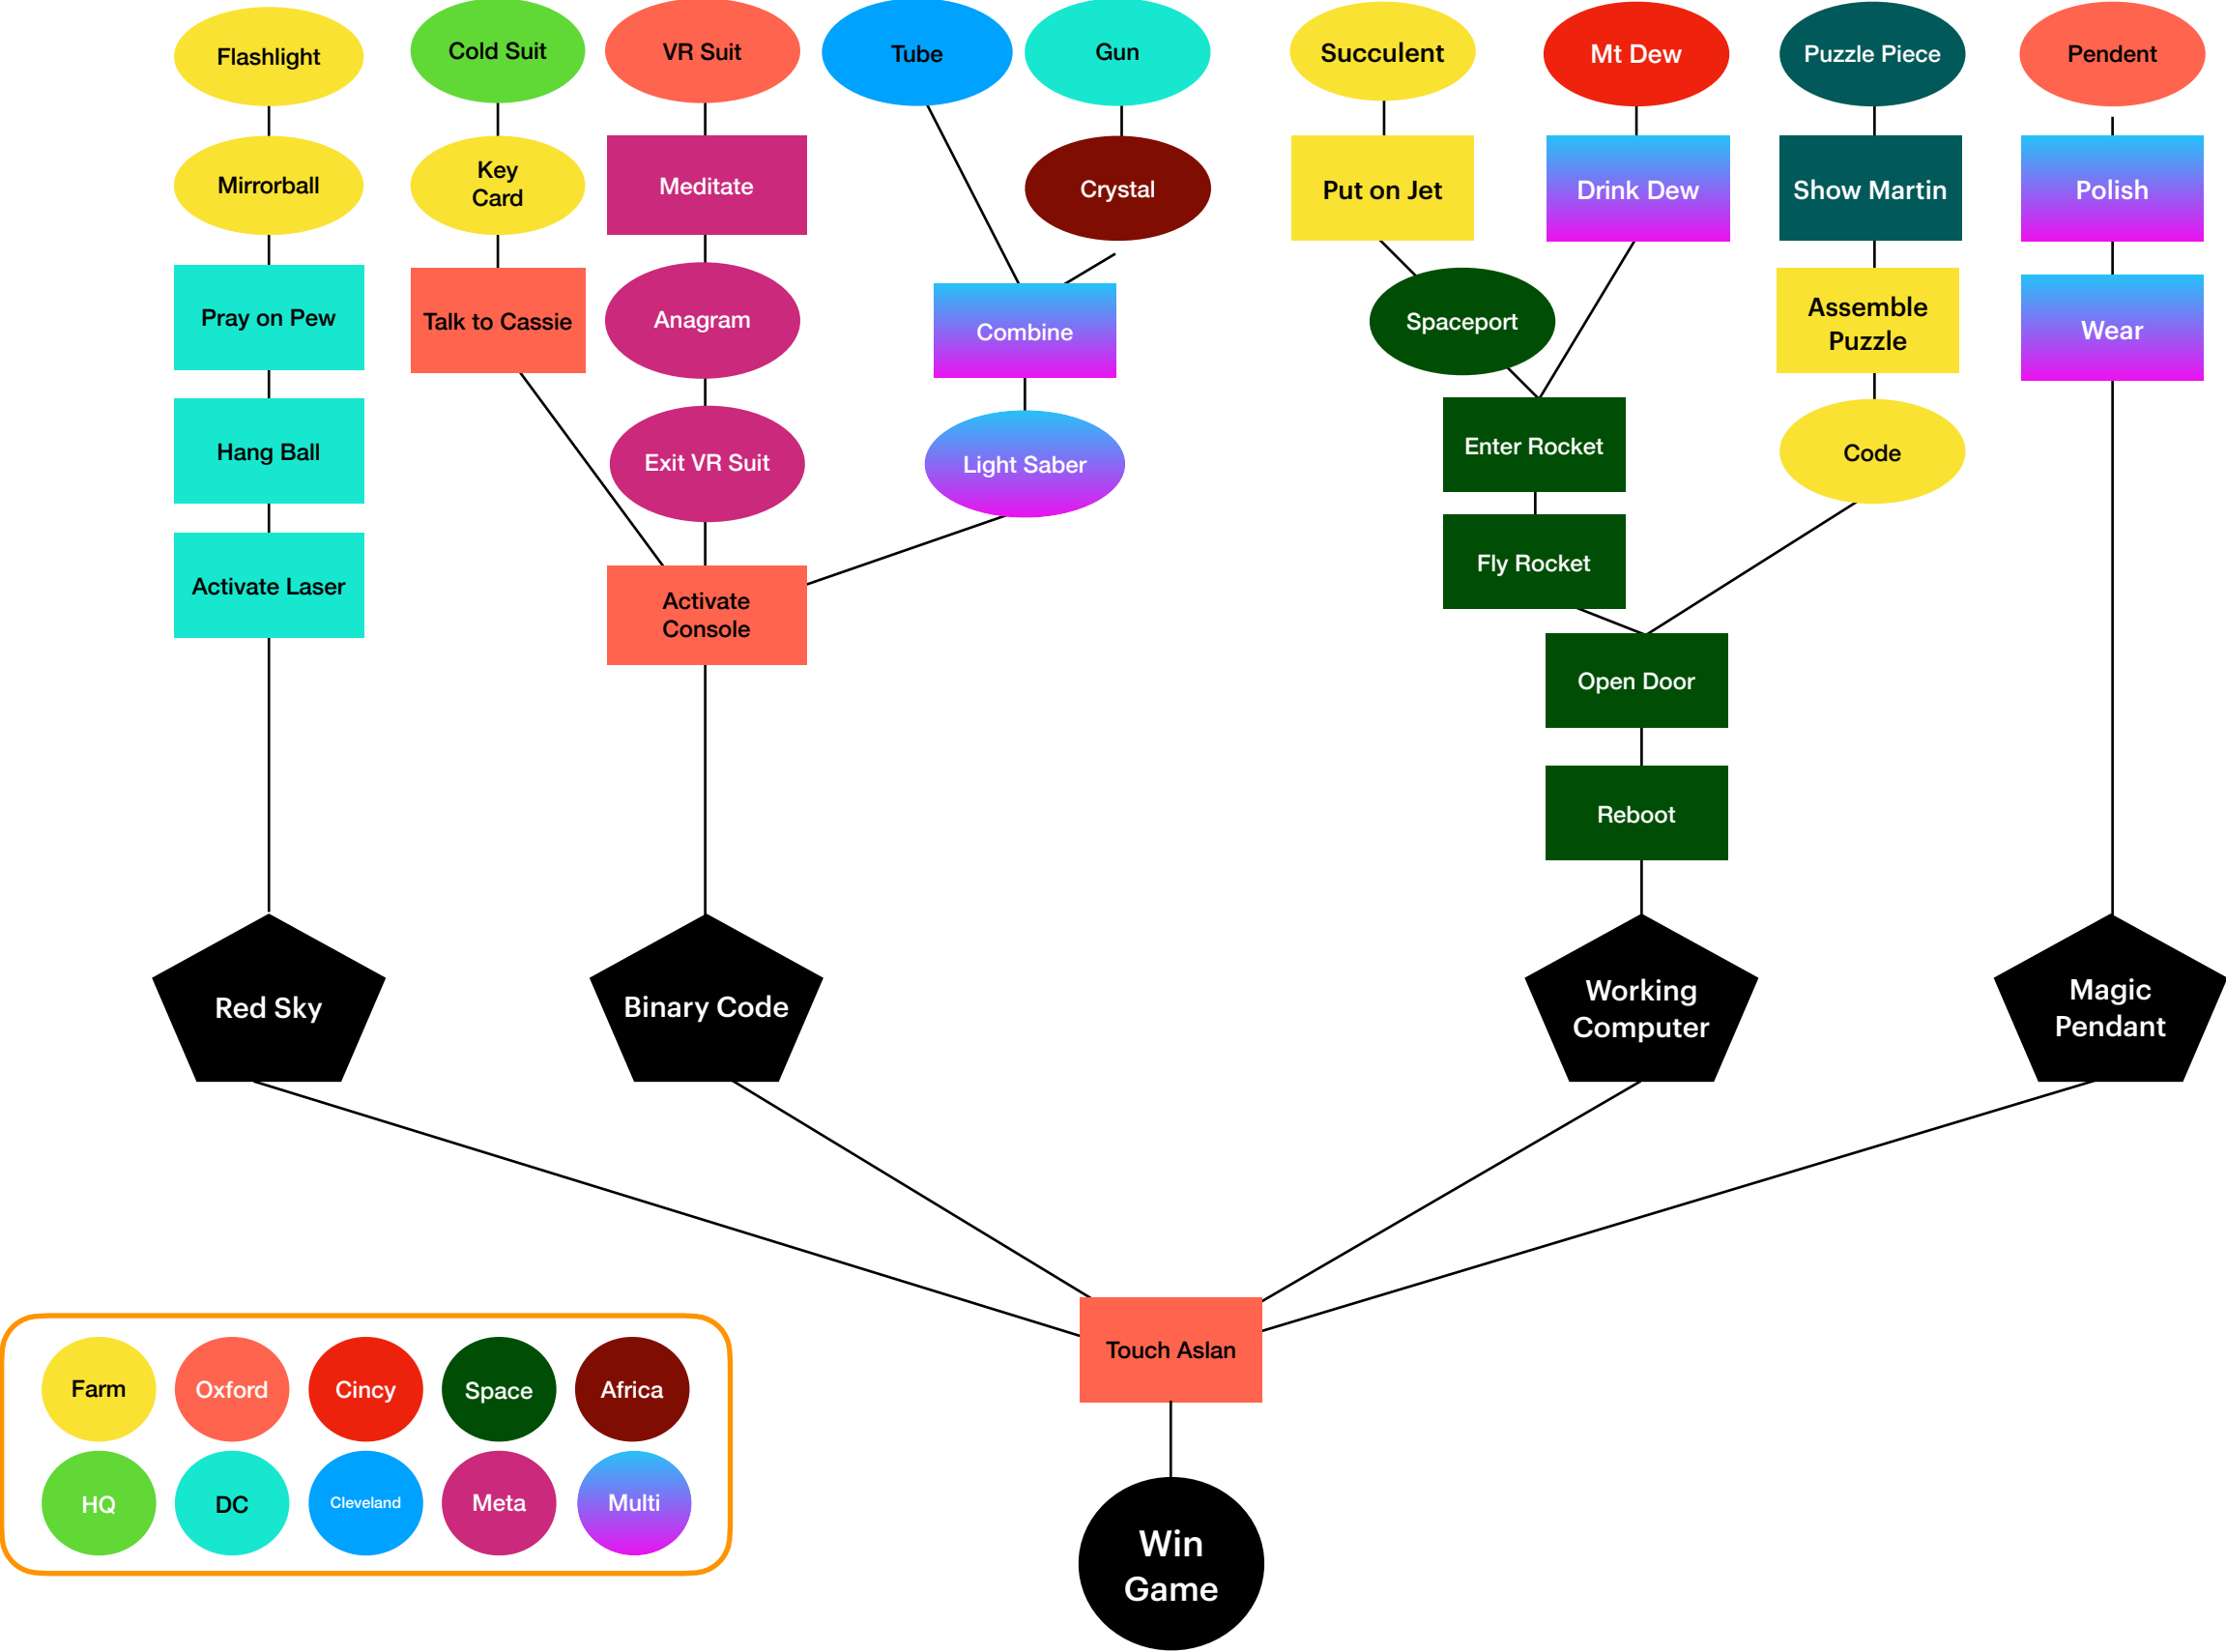 Flashlight
Cold Suit
VR Suit
Tube
Gun
Succulent
Mt Dew
Puzzle Piece
Pendent
Mirrorball
Key
Card
Meditate
Crystal
Put on Jet
Drink Dew
Show Martin
Polish
Pray on Pew
Talk to Cassie
Anagram
Combine
Spaceport
Assemble
Puzzle
Wear
Hang Ball
Exit VR Suit
Light Saber
Enter Rocket
Code
Activate Laser
Activate
Console
Fly Rocket
Open Door
Reboot
Red Sky
Binary Code
Working
Computer
Magic
Pendant
Touch Aslan
Farm
Oxford
Cincy
Space
Africa
HQ
DC
Cleveland
Meta
Multi
Win
Game